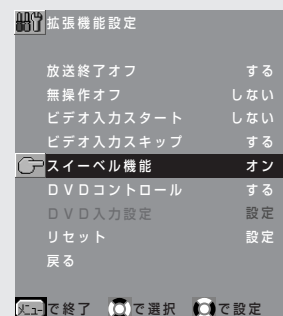 拡張機能設定
放送終了オフ する
無操作オフ しない
ビデオ入力スタート しない
ビデオ入力スキップ する
スイーベル機能 オン
DVDコントロール する
DVD入力設定 設定
リセット 設定
戻る
メニューで終了 で選択 で設定